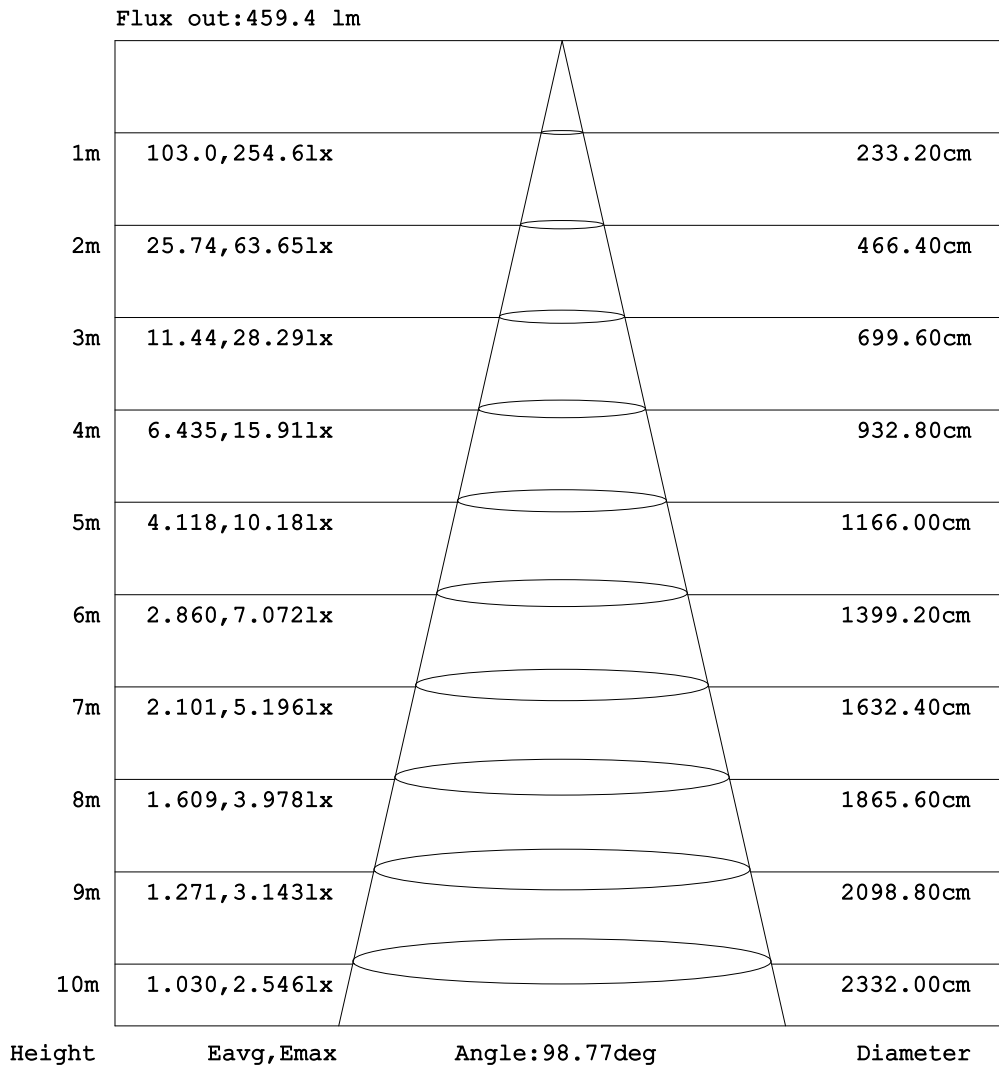 Flux out:459.4 lm
1m 103.0,254.6lx 233.20cm
2m 25.74,63.65lx 466.40cm
3m 11.44,28.29lx 699.60cm
4m 6.435,15.91lx 932.80cm
5m 4.118,10.18lx 1166.00cm
6m 2.860,7.072lx 1399.20cm
7m 2.101,5.196lx 1632.40cm
8m 1.609,3.978lx 1865.60cm
9m 1.271,3.143lx 2098.80cm
10m 1.030,2.546lx 2332.00cm
Height Eavg,Emax Angle:98.77deg Diameter